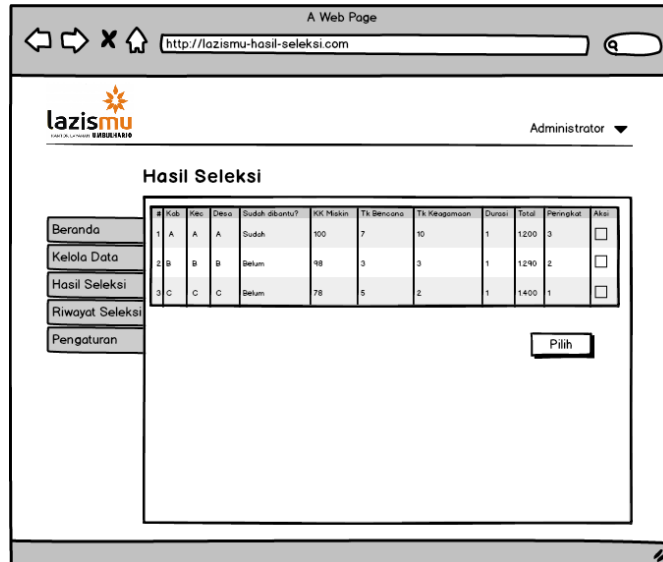 A Web Page
http://lazismu-hasil-seleksi.com
lazismu
KANTOR LAYANAN UMBULHARJO
Administrator
Hasil Seleksi
Beranda
Kelola Data
Hasil Seleksi
Riwayat Seleksi
Pengaturan
# Kab Kec Desa Sudah dibantu? KK Miskin Tk Bencana Tk Keagamaan Durasi Total Peringkat Aksi
1 A A A Sudah 100 7 10 1 1200 3
2 B B B Belum 98 3 3 1 1290 2
3 C C C Belum 78 5 2 1 1400 1
Pilih